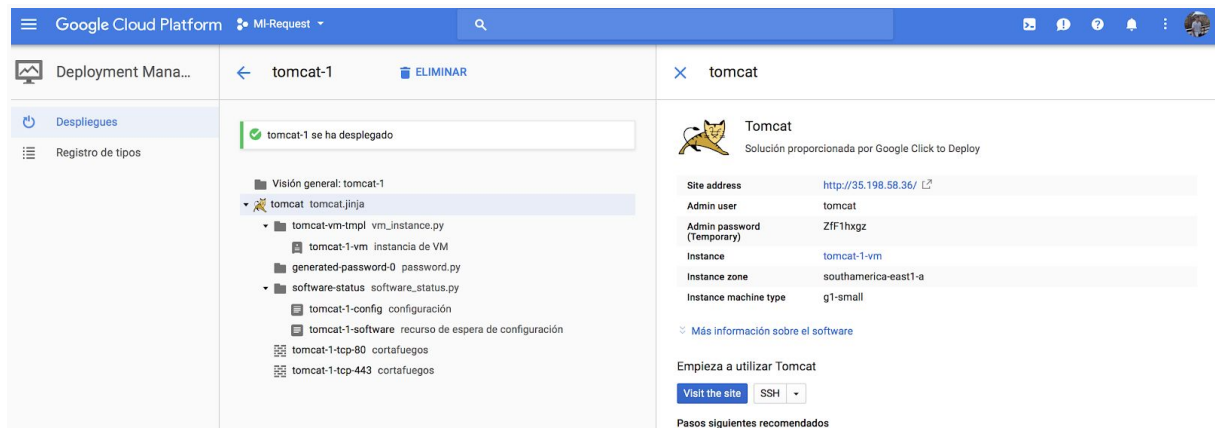 Google Cloud Platform
MI-Request
Deployment Mana...
tomcat-1
ELIMINAR
tomcat
Despliegues
Registro de tipos
tomcat-1 se ha desplegado
Visión general: tomcat-1
tomcat tomcat.jinja
tomcat-vm-tmpl vm_instance.py
tomcat-1-vm instancia de VM
generated-password-0 password.py
software-status software_status.py
tomcat-1-config configuración
tomcat-1-software recurso de espera de configuración
tomcat-1-tcp-80 cortafuegos
tomcat-1-tcp-443 cortafuegos
Tomcat
Solución proporcionada por Google Click to Deploy
Site address http://35.198.58.36/
Admin user tomcat
Admin password (Temporary) ZfF1hxgz
Instance tomcat-1-vm
Instance zone southamerica-east1-a
Instance machine type g1-small
Más información sobre el software
Empieza a utilizar Tomcat
Visit the site SSH
Pasos siguientes recomendados